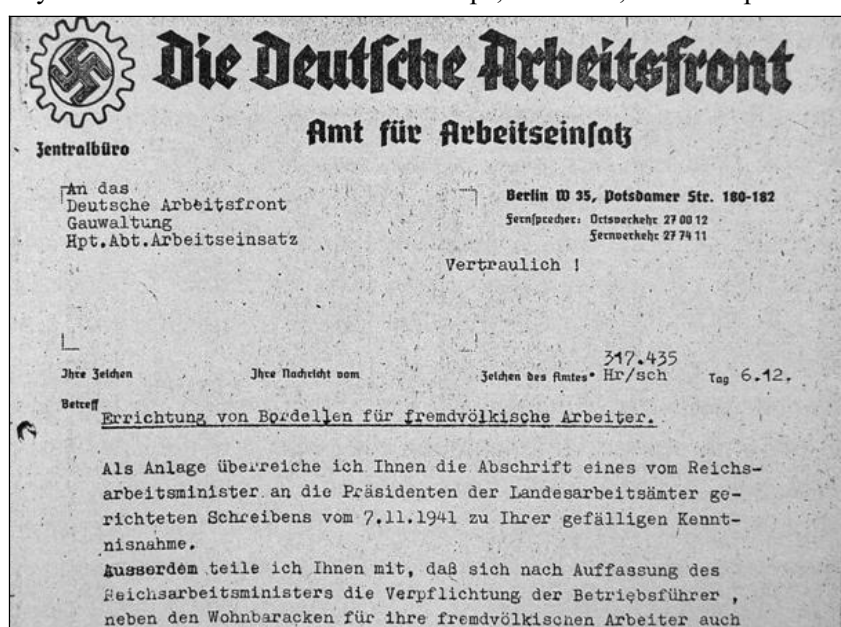 Die Deutsche Arbeitsfront
Amt für Arbeitseinsatz
Zentralbüro
An das
Deutsche Arbeitsfront
Gauwaltung
Hpt.Abt.Arbeitseinsatz
Berlin W 35, Potsdamer Str. 180-182
Fernsprecher: Ortsverkehr 27 00 12
Fernverkehr 27 74 11
Vertraulich !
317.435
Ihre Zeichen Ihre Nachricht vom Zeichen des Amtes Hr/sch Tag 6.12.
Betreff
Errichtung von Bordellen für fremdvölkische Arbeiter.
Als Anlage überreiche ich Ihnen die Abschrift eines vom Reichs-
arbeitsminister an die Präsidenten der Landesarbeitsämter ge-
richteten Schreibens vom 7.11.1941 zu Ihrer gefälligen Kennt-
nisnahme.
Ausserdem teile ich Ihnen mit, daß sich nach Auffassung des
Reichsarbeitsministers die Verpflichtung der Betriebsführer ,
neben den Wohnbaracken für ihre fremdvölkischen Arbeiter auch